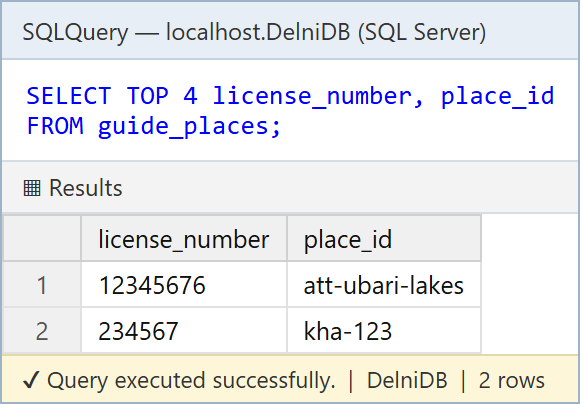 SQLQuery — localhost.DelniDB (SQL Server)
SELECT TOP 4 license_number, place_id
FROM guide_places;
▦ Results
license_number place_id
1 12345676 att-ubari-lakes
2 234567 kha-123
✔ Query executed successfully. | DelniDB | 2 rows